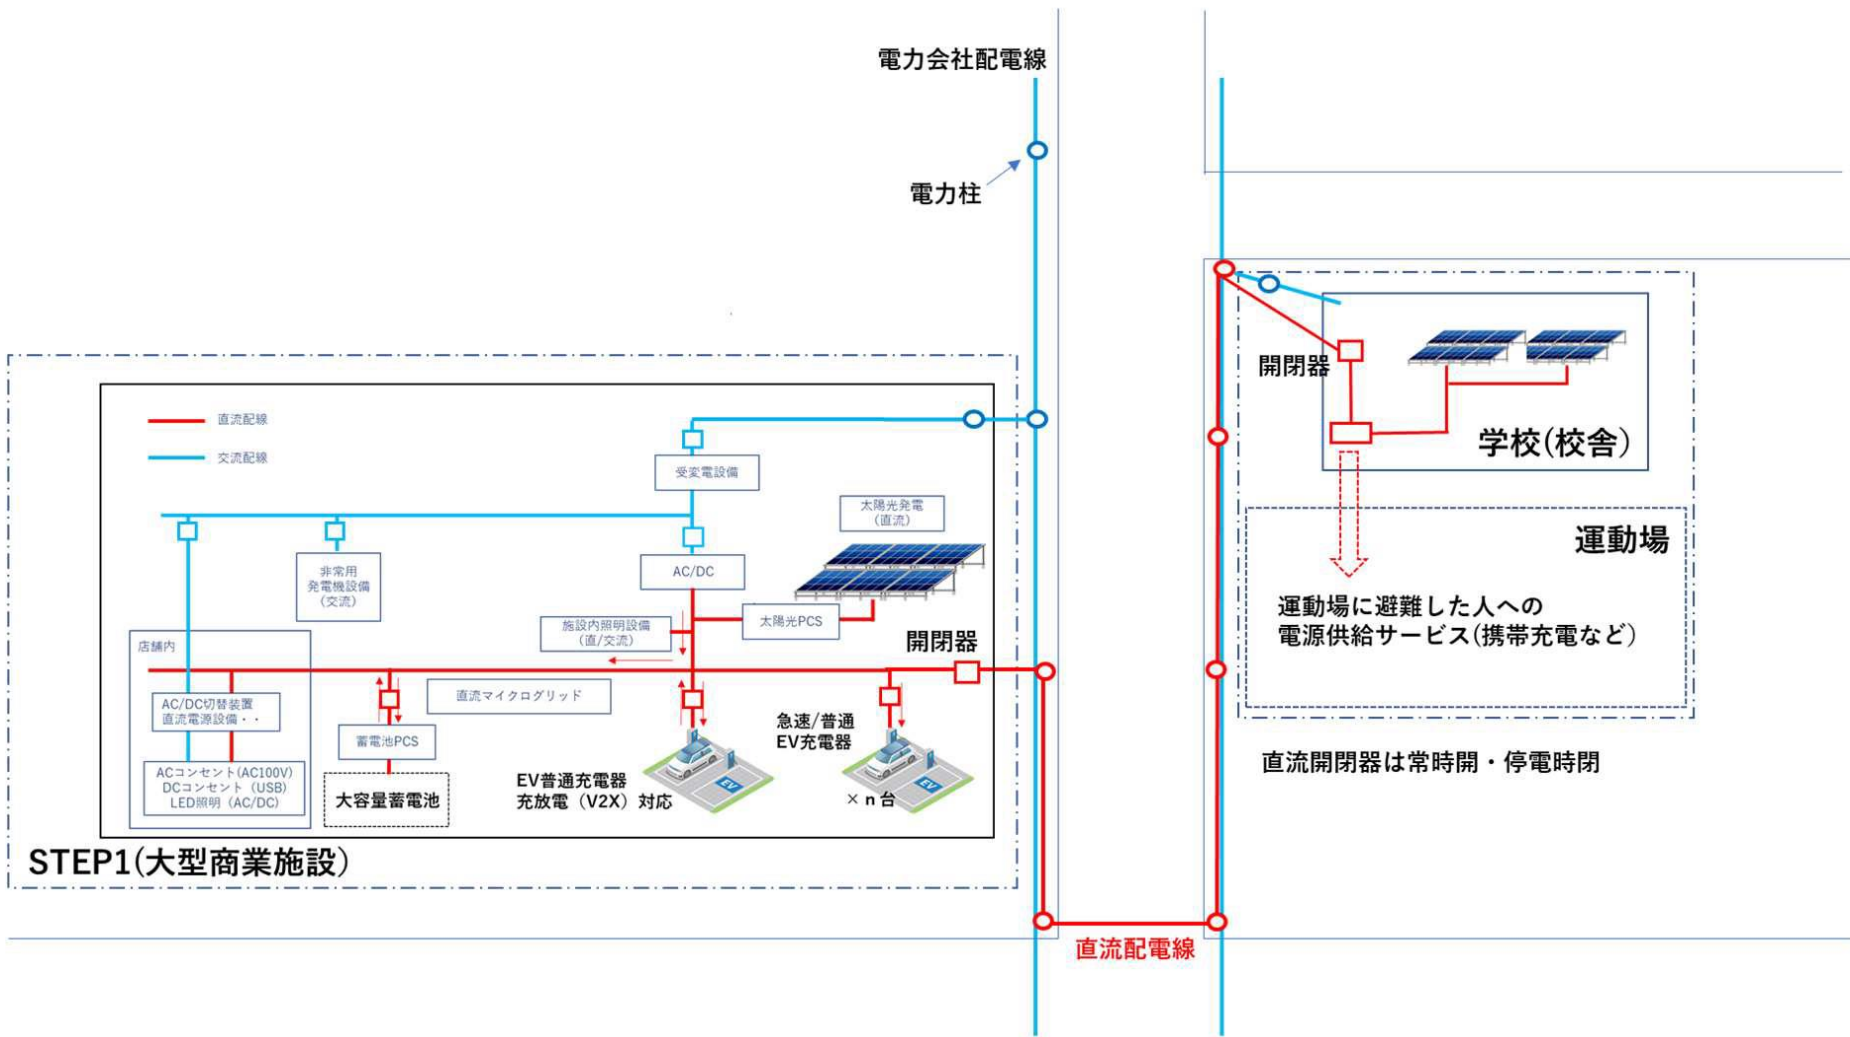 電力会社配電線
電力柱
直流配線
交流配線
受変電設備
太陽光発電
(直流)
非常用
発電機設備
(交流)
AC/DC
施設内照明設備
(直/交流)
太陽光PCS
開閉器
店舗内
AC/DC切替装置
直流電源設備・・
直流マイクログリッド
蓄電池PCS
急速/普通
EV充電器
ACコンセント(AC100V)
DCコンセント（USB)
LED照明（AC/DC)
大容量蓄電池
EV普通充電器
充放電（V2X）対応
EV
EV
×n台
STEP1(大型商業施設)
直流配電線
開閉器
学校(校舎)
運動場
運動場に避難した人への
電源供給サービス(携帯充電など)
直流開閉器は常時開・停電時閉